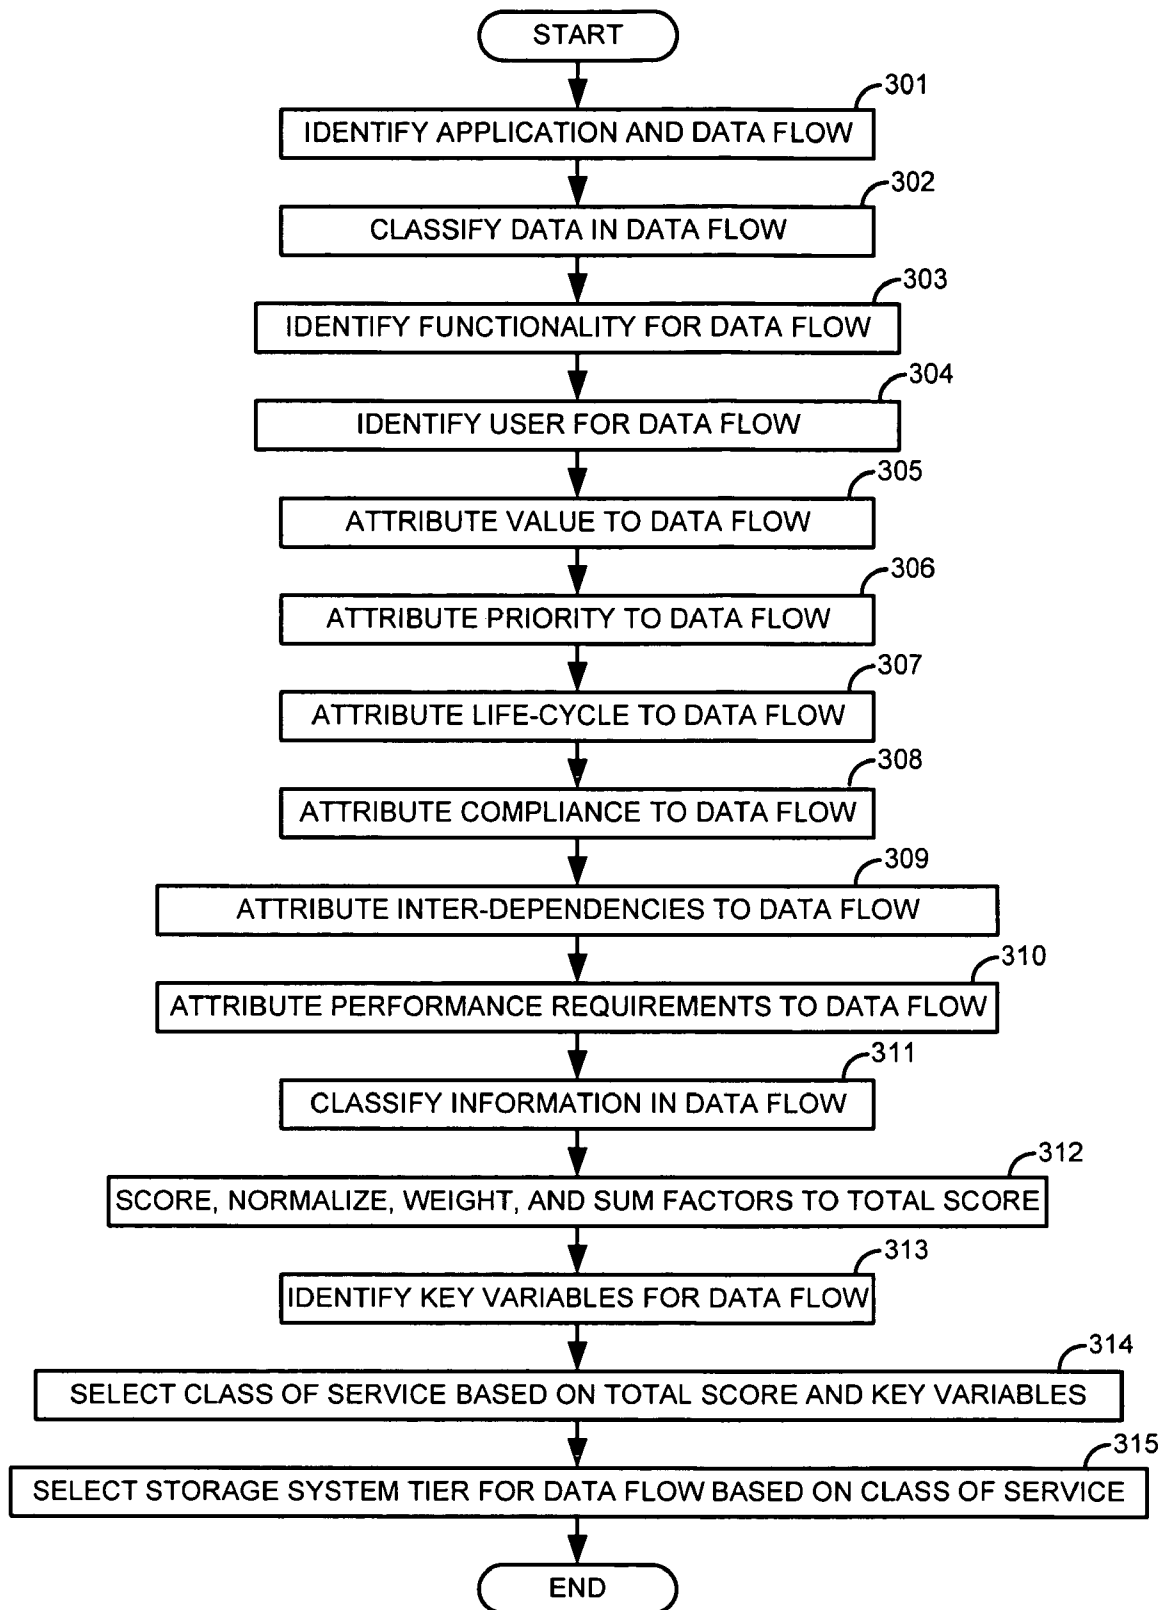 START
301
IDENTIFY APPLICATION AND DATA FLOW
302
CLASSIFY DATA IN DATA FLOW
303
IDENTIFY FUNCTIONALITY FOR DATA FLOW
304
IDENTIFY USER FOR DATA FLOW
305
ATTRIBUTE VALUE TO DATA FLOW
306
ATTRIBUTE PRIORITY TO DATA FLOW
307
ATTRIBUTE LIFE-CYCLE TO DATA FLOW
308
ATTRIBUTE COMPLIANCE TO DATA FLOW
309
ATTRIBUTE INTER-DEPENDENCIES TO DATA FLOW
310
ATTRIBUTE PERFORMANCE REQUIREMENTS TO DATA FLOW
311
CLASSIFY INFORMATION IN DATA FLOW
312
SCORE, NORMALIZE, WEIGHT, AND SUM FACTORS TO TOTAL SCORE
313
IDENTIFY KEY VARIABLES FOR DATA FLOW
314
SELECT CLASS OF SERVICE BASED ON TOTAL SCORE AND KEY VARIABLES
315
SELECT STORAGE SYSTEM TIER FOR DATA FLOW BASED ON CLASS OF SERVICE
END